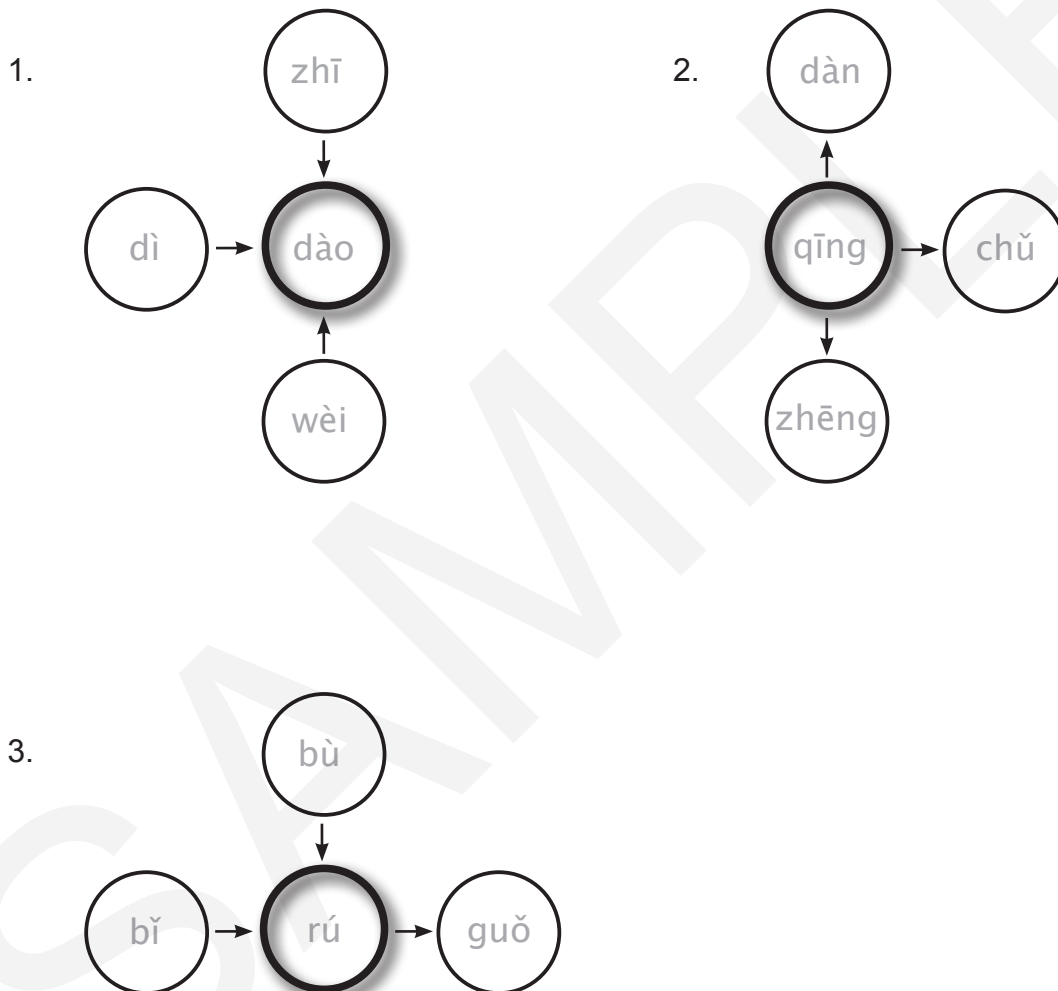 1.
zhī
dì dào
wèi
2.
dàn
qīng chǔ
zhēng
3.
bù
bǐ rú guǒ
SAMPLE